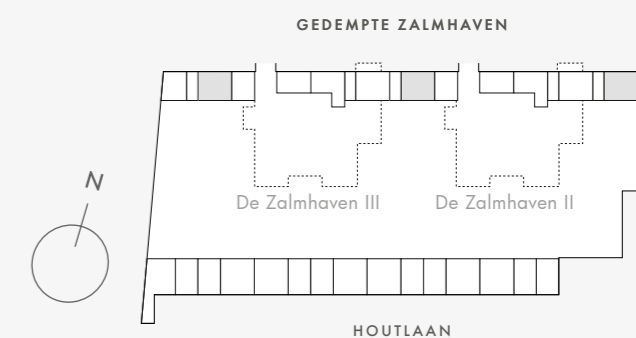 GEDEMPTE ZALMHAVEN
N
De Zalmhaven III
De Zalmhaven II
HOUTLAAN